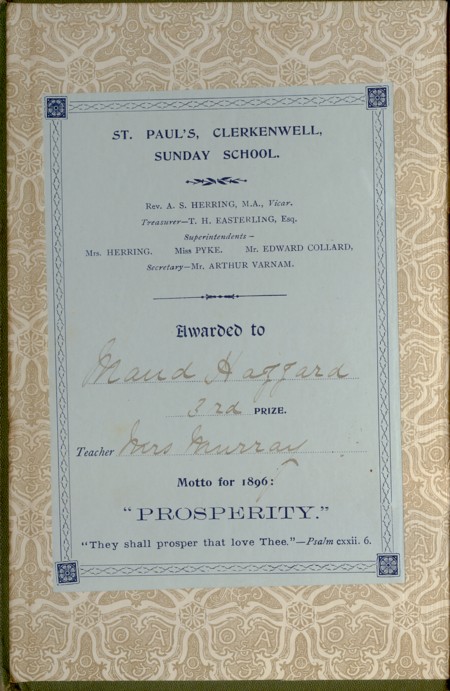 ST. PAUL'S, CLERKENWELL,
SUNDAY SCHOOL.
Rev. A. S. HERRING, M.A., Vicar.
Treasurer—T. H. EASTERLING, Esq.
Superintendents –
Mrs. HERRING. Miss PYKE. Mr. EDWARD COLLARD.
Secretary—Mr. ARTHUR VARNAM.
Awarded to
Maud Haggard
3rd PRIZE.
Teacher Mrs Murray
Motto for 1896:
"PROSPERITY."
"They shall prosper that love Thee."—Psalm cxxii. 6.